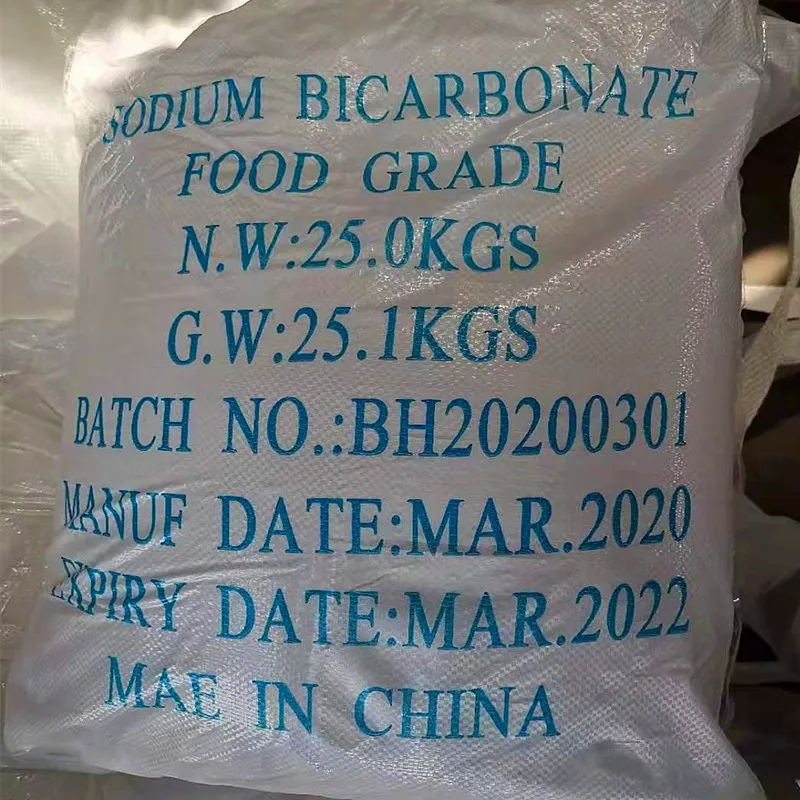 SODIUM BICARBONATE
FOOD GRADE
N.W:25.0KGS
G.W:25.1KGS
BATCH NO.:BH20200301
MANUF DATE:MAR.2020
EXPIRY DATE:MAR.2022
MAE IN CHINA